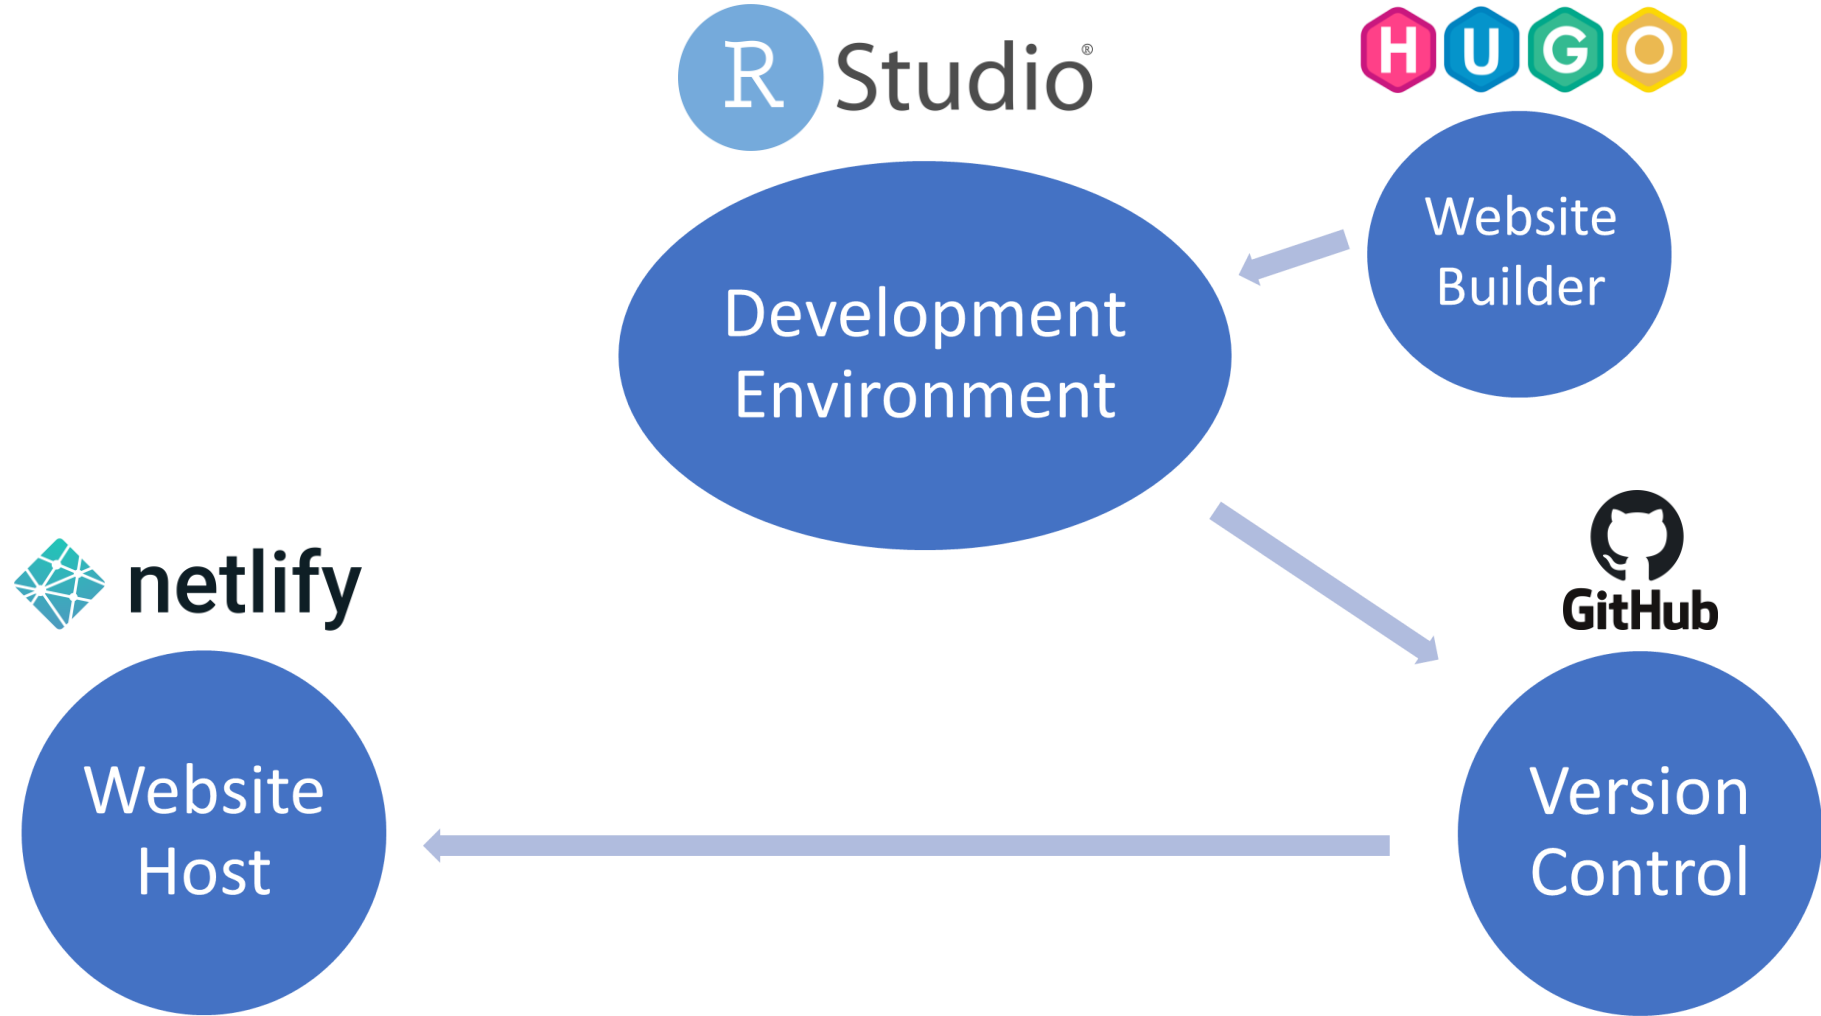 R Studio®
HUGO
Website
Builder
Development
Environment
netlify
GitHub
Website
Host
Version
Control